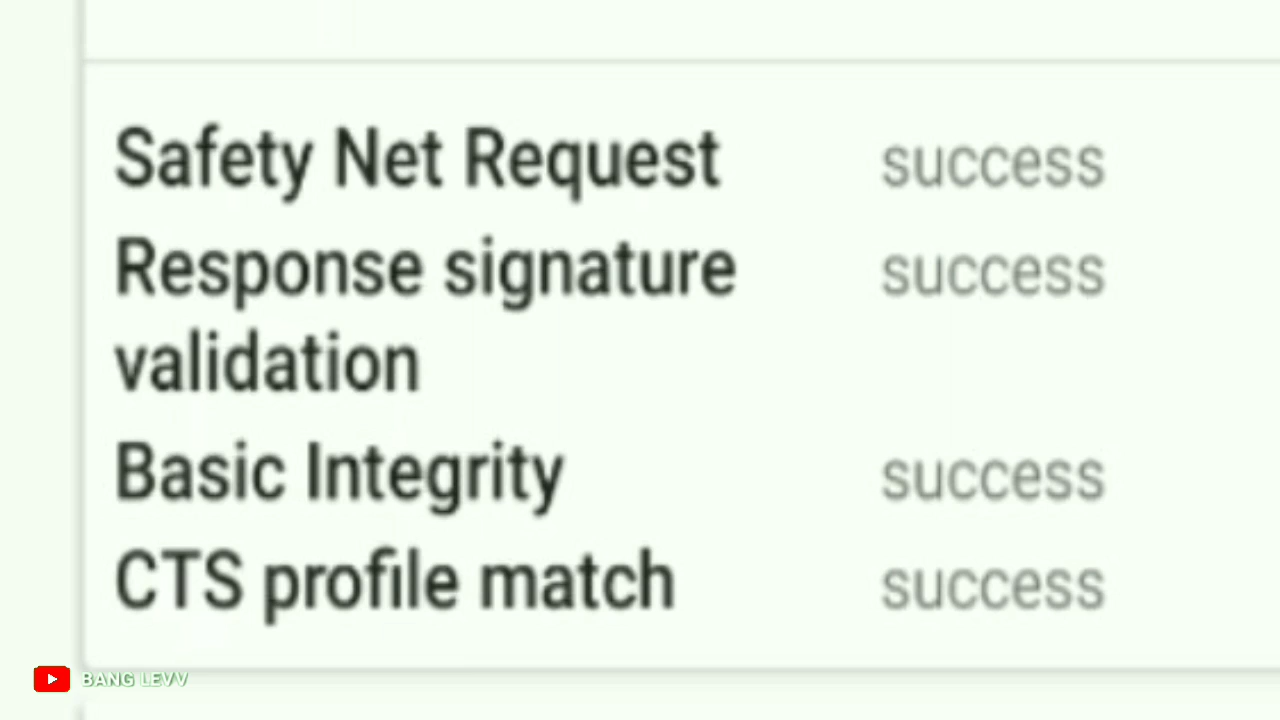 Safety Net Request success
Response signature success
validation
Basic Integrity success
CTS profile match success
BANG LEVV